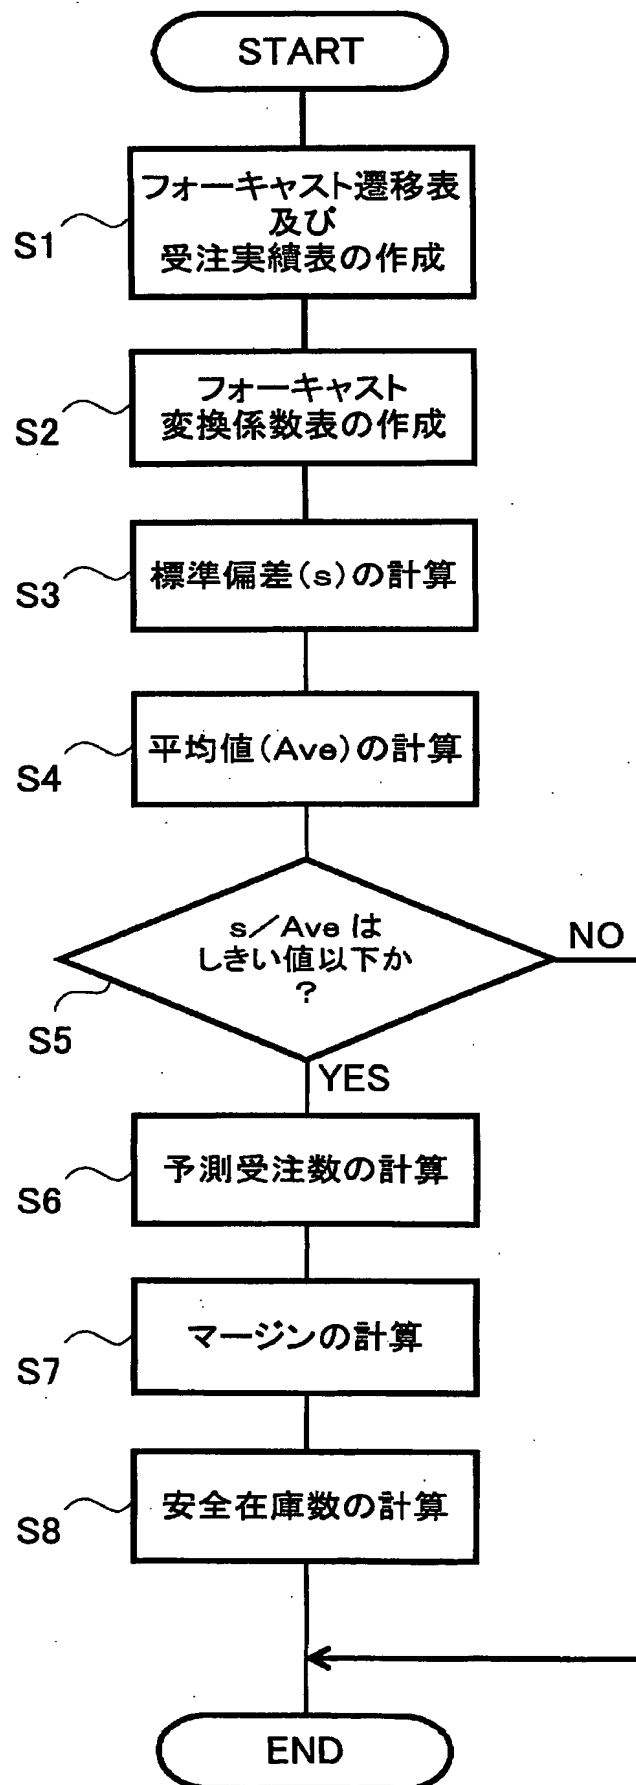 START
フォーキャスト遷移表
及び
受注実績表の作成
S1
フォーキャスト
変換係数表の作成
S2
標準偏差(s)の計算
S3
平均値(Ave)の計算
S4
s/Ave は
しきい値以下か
?
NO
S5
YES
予測受注数の計算
S6
マージンの計算
S7
安全在庫数の計算
S8
END